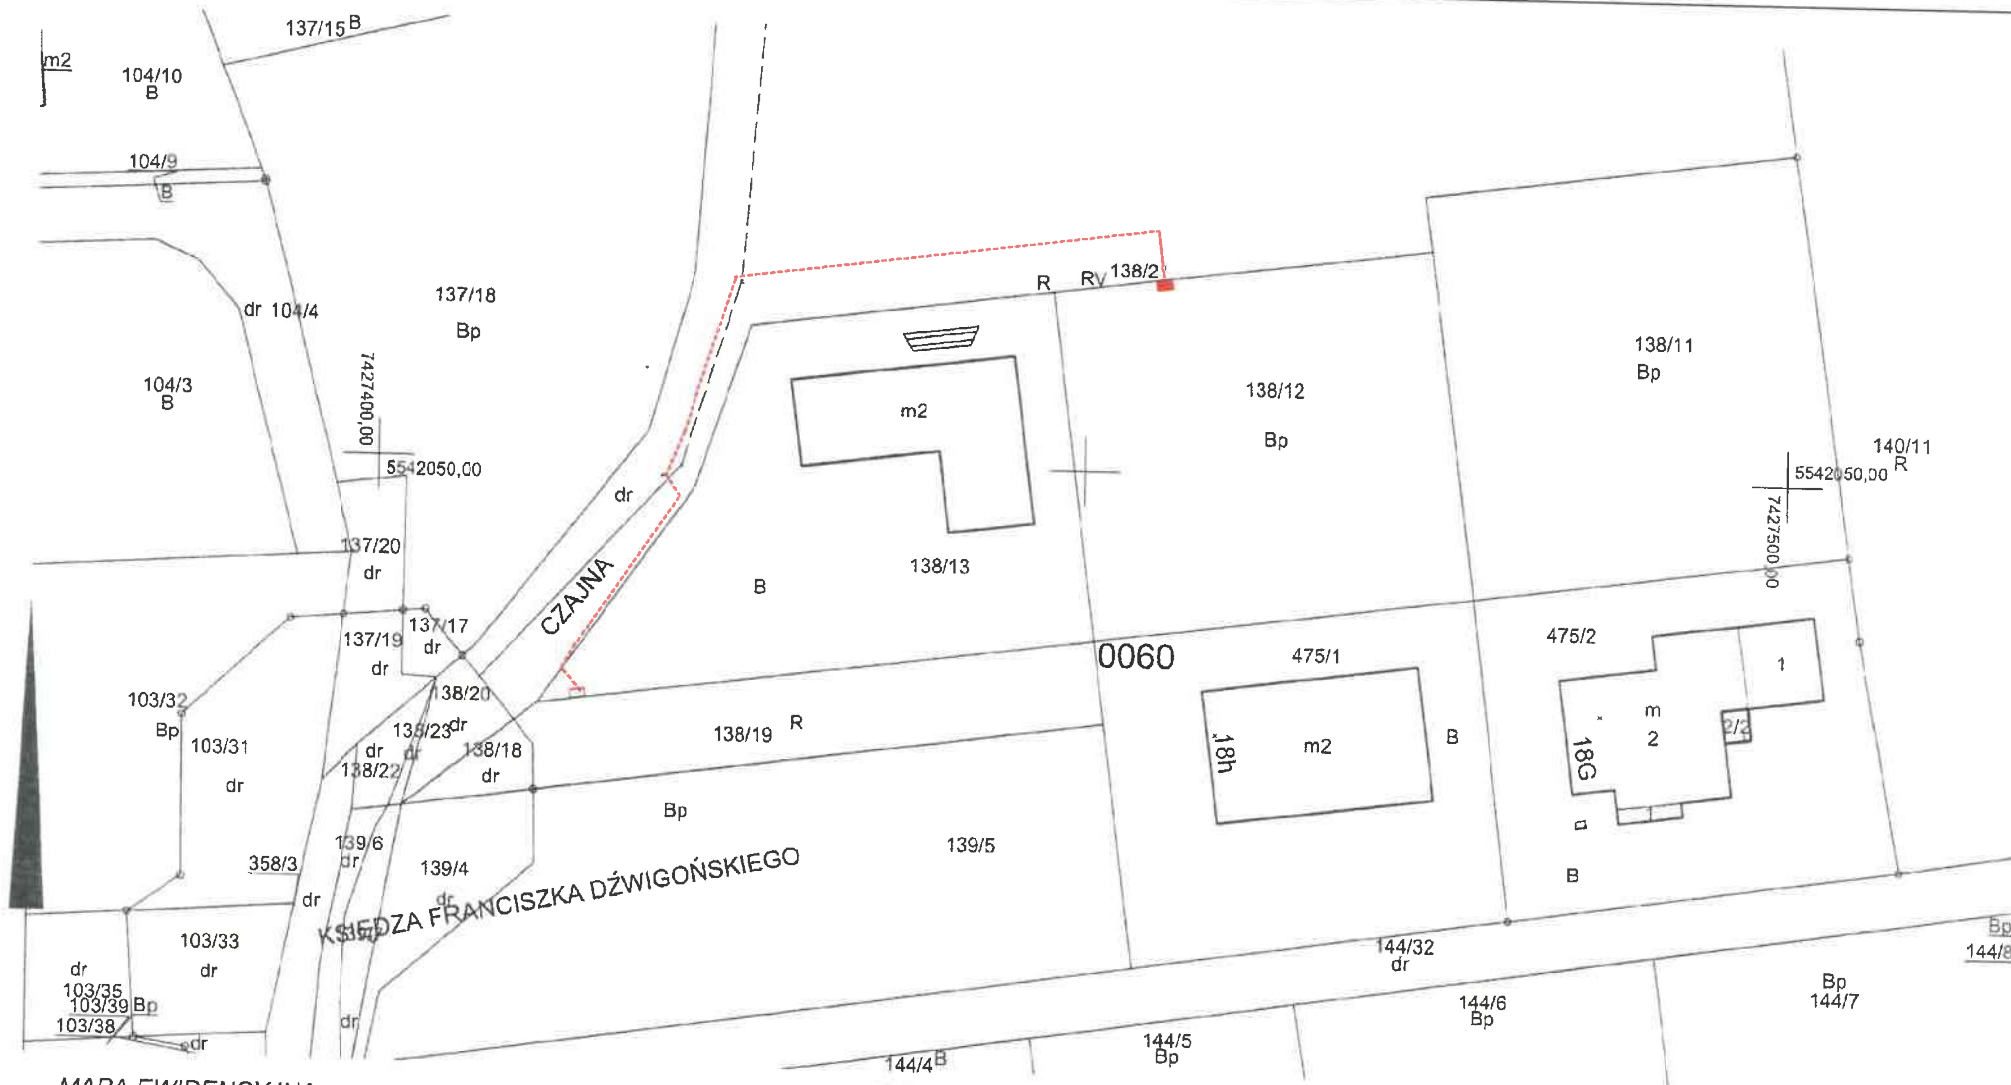 137/15 B
m2
104/10
B
104/9
B
dr 104/4
137/18
Bp
R
RV
138/2
138/11
Bp
104/3
B
7427400,00
5542050,00
m2
138/12
Bp
140/11
R
5542050,00
7427500,00
dr
137/20
dr
CZAJNA
B
138/13
137/19
dr
137/17
dr
0060
475/1
475/2
1
m
2
2/2
18G
103/32
Bp
138/20
dr
103/31
dr
dr
138/22
dr
138/18
dr
138/19
R
18h
m2
B
Bp
139/6
dr
358/3
dr
139/4
dr
139/5
B
KSIĘDZA FRANCISZKA DŹWIGOŃSKIEGO
103/33
dr
dr
103/35
103/39 Bp
103/38
dr
dr
144/32
dr
Bp
144/8
144/4 B
144/5
Bp
144/6
Bp
Bp
144/7